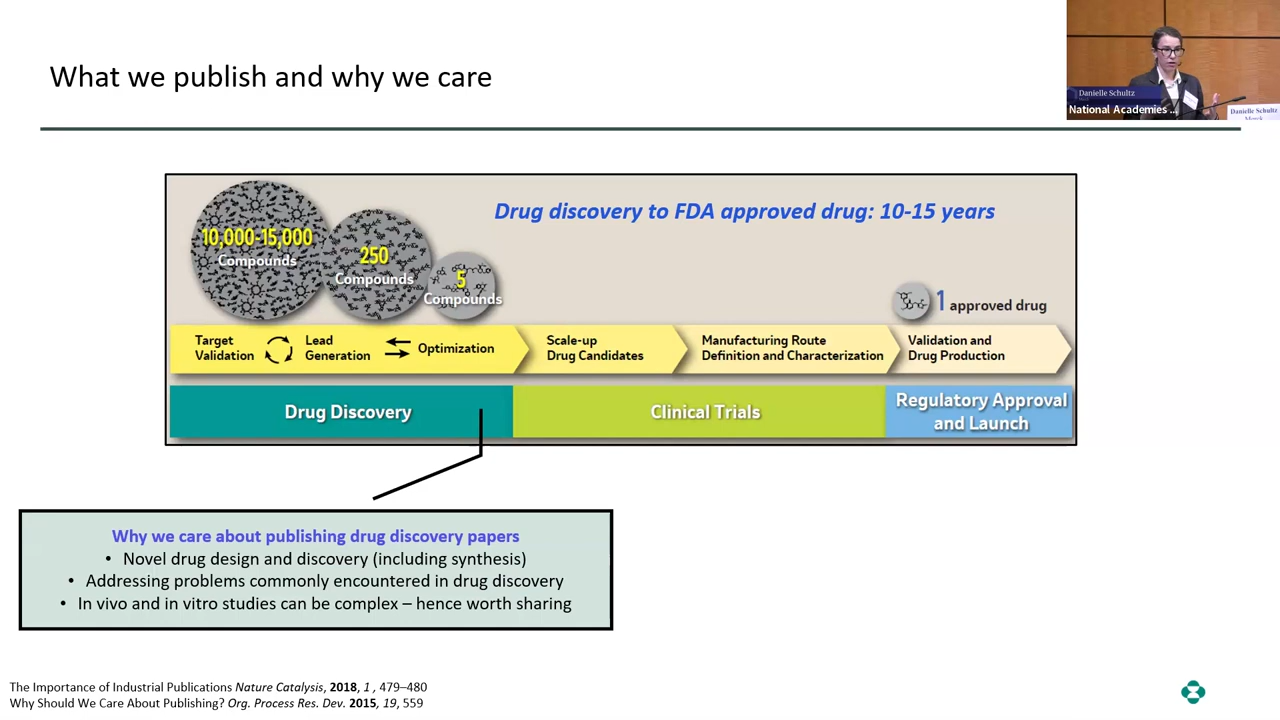 What we publish and why we care
Danielle Schultz
National Academies ...
Danielle Schultz
Merck
Drug discovery to FDA approved drug: 10-15 years
10,000-15,000
Compounds
250
Compounds
5
Compounds
1 approved drug
Target
Validation
Lead
Generation
Optimization
Scale-up
Drug Candidates
Manufacturing Route
Definition and Characterization
Validation and
Drug Production
Drug Discovery
Clinical Trials
Regulatory Approval
and Launch
Why we care about publishing drug discovery papers
• Novel drug design and discovery (including synthesis)
• Addressing problems commonly encountered in drug discovery
• In vivo and in vitro studies can be complex – hence worth sharing
The Importance of Industrial Publications Nature Catalysis, 2018, 1 , 479–480
Why Should We Care About Publishing? Org. Process Res. Dev. 2015, 19, 559